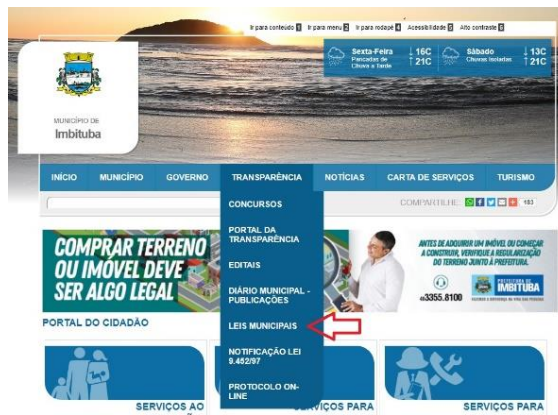 Ir para conteúdo 1 Ir para menu 2 Ir para rodapé 4 Acessibilidade 5 Alto contraste 6
Sexta-Feira
Pancadas de
Chuva a Tarde
↓ 16C
↑ 21C
Sábado
Chuvas Isoladas
↓ 13C
↑ 21C
MUNICÍPIO DE
Imbituba
INÍCIO MUNICÍPIO GOVERNO TRANSPARÊNCIA NOTÍCIAS CARTA DE SERVIÇOS TURISMO
COMPARTILHE: 183
CONCURSOS
PORTAL DA
TRANSPARÊNCIA
EDITAIS
DIÁRIO MUNICIPAL -
PUBLICAÇÕES
LEIS MUNICIPAIS
NOTIFICAÇÃO LEI
9.452/97
PROTOCOLO ON-
LINE
COMPRAR TERRENO
OU IMÓVEL DEVE
SER ALGO LEGAL
ANTES DE ADQUIRIR UM IMÓVEL OU COMEÇAR
A CONSTRUIR, VERIFIQUE A REGULARIZAÇÃO
DO TERRENO JUNTO À PREFEITURA.
48 3355.8100
PREFEITURA DE
IMBITUBA
PORTAL DO CIDADÃO
SERVIÇOS AO
SERVIÇOS PARA
SERVIÇOS PARA